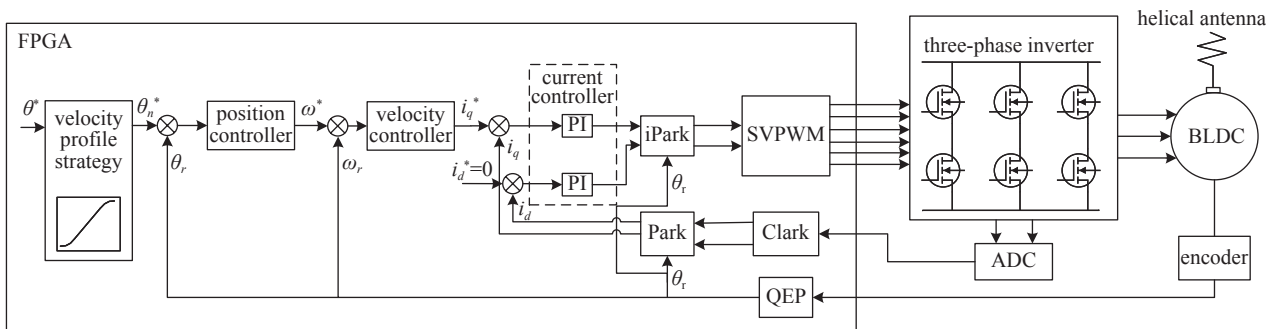 FPGA
θ*
velocity
profile
strategy
θn*
θr
position
controller
ω*
ωr
velocity
controller
iq*
iq
id*=0
id
current
controller
PI
PI
iPark
θr
SVPWM
Park
Clark
θr
QEP
three-phase inverter
ADC
helical antenna
BLDC
encoder